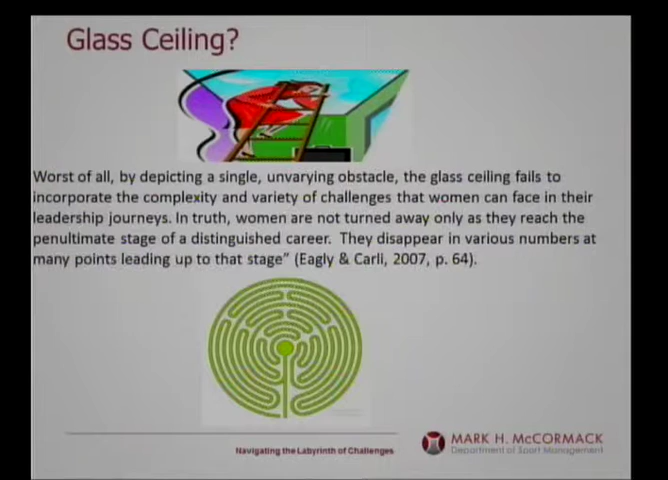 Glass Ceiling?
Worst of all, by depicting a single, unvarying obstacle, the glass ceiling fails to
incorporate the complexity and variety of challenges that women can face in their
leadership journeys. In truth, women are not turned away only as they reach the
penultimate stage of a distinguished career. They disappear in various numbers at
many points leading up to that stage” (Eagly & Carli, 2007, p. 64).
Navigating the Labyrinth of Challenges
MARK H. McCORMACK
Department of Sport Management